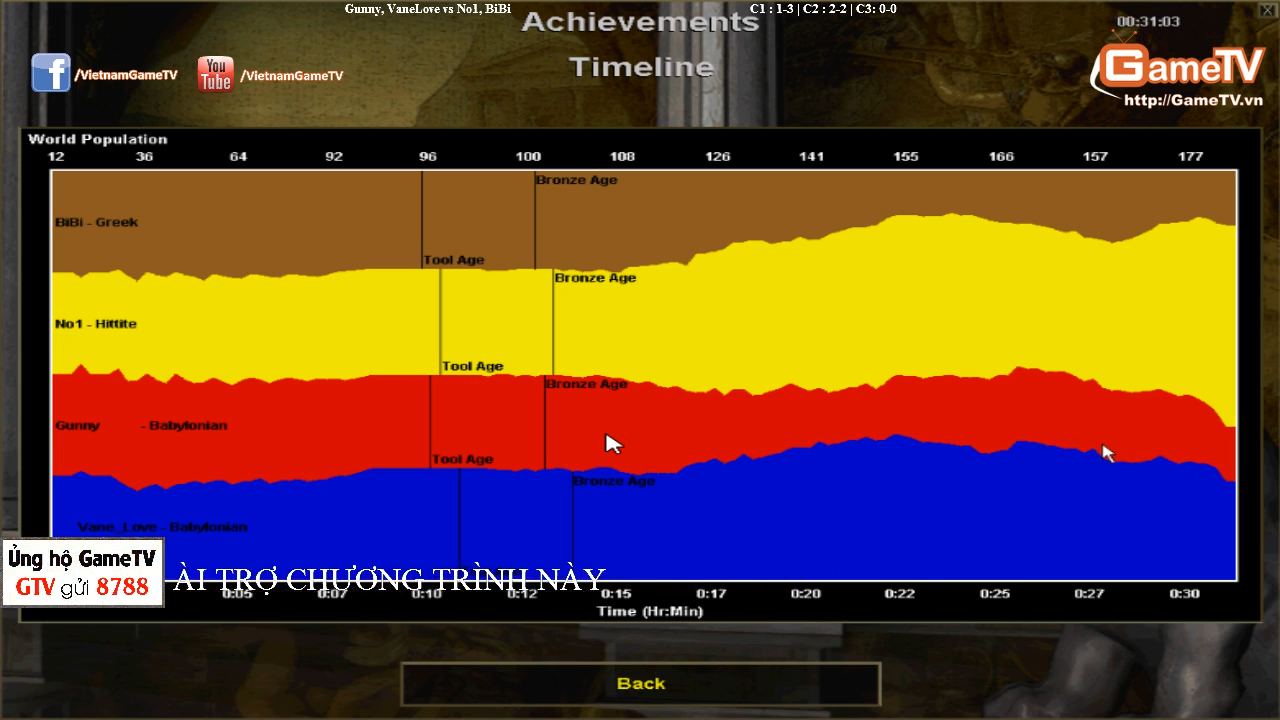 Gunny, VaneLove vs No1, BiBi
C1 : 1-3 | C2 : 2-2 | C3: 0-0
Achievements
00:31:03
Timeline
f /VietnamGameTV
You Tube /VietnamGameTV
GameTV
http://GameTV.vn
World Population
12 36 64 92 96 100 108 126 141 155 166 157 177
Bronze Age
BiBi - Greek
Tool Age
Bronze Age
No1 - Hittite
Tool Age
Bronze Age
Gunny - Babylonian
Tool Age
Bronze Age
Vane_Love - Babylonian
Ủng hộ GameTV
GTV gửi 8788
ÀI TRỢ CHƯƠNG TRÌNH NÀY
0:05 0:07 0:10 0:12 0:15 0:17 0:20 0:22 0:25 0:27 0:30
Time (Hr:Min)
Back